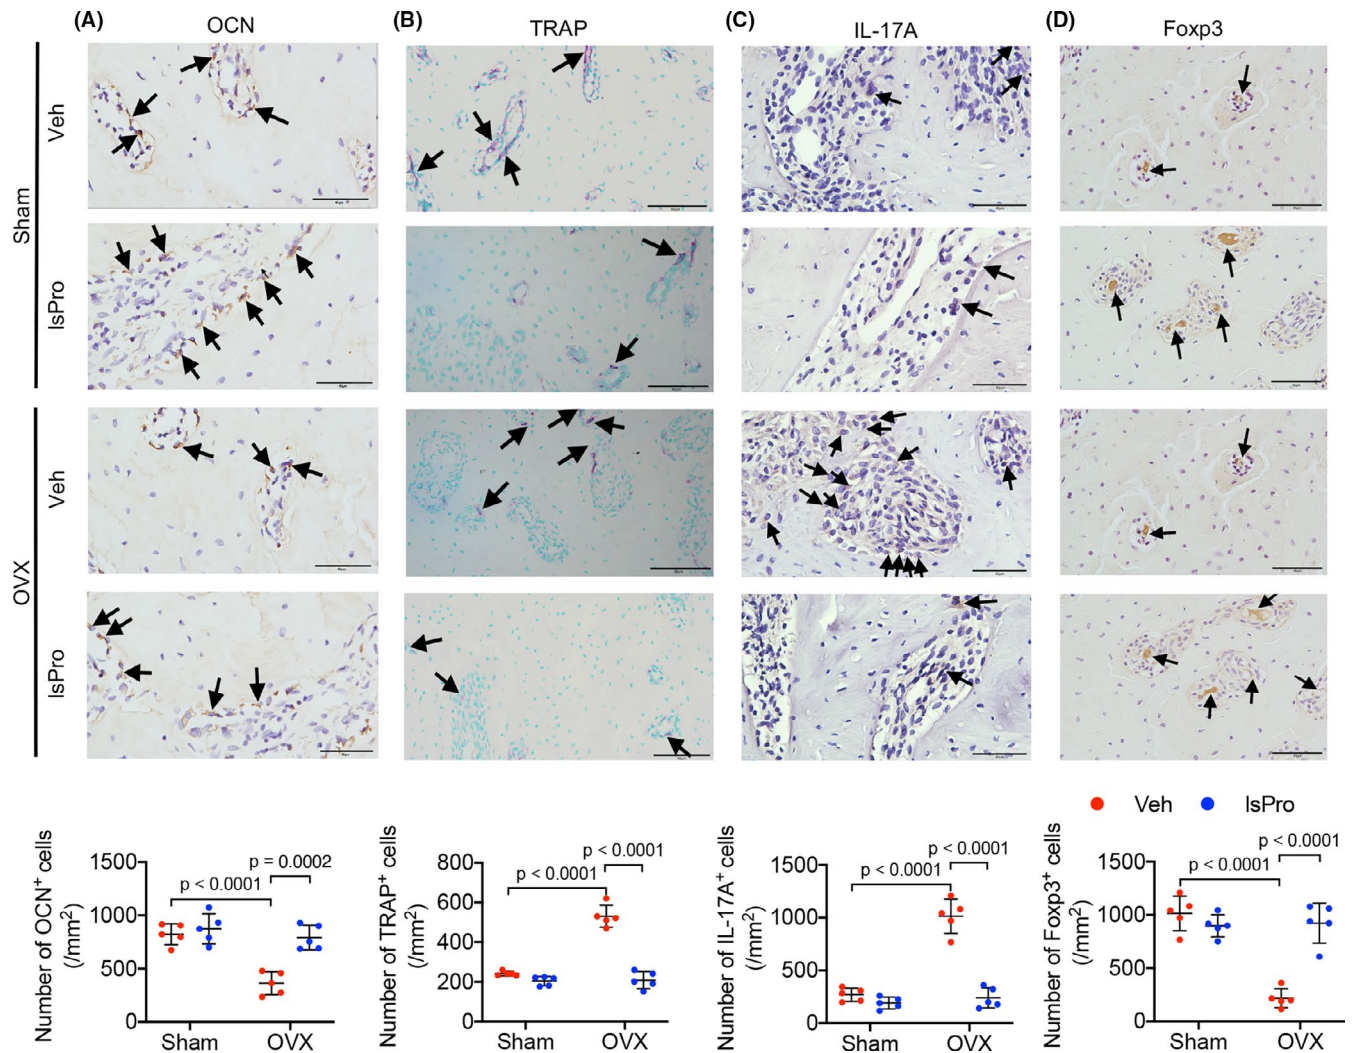 (A) OCN (B) TRAP (C) IL-17A (D) Foxp3
Sham
Veh
IsPro
OVX
Veh
IsPro
Veh IsPro
Number of OCN+ cells
(/mm2)
1500
1000
500
0
p < 0.0001
p = 0.0002
Sham OVX
Number of TRAP+ cells
(/mm2)
800
600
400
200
0
p < 0.0001
p < 0.0001
Sham OVX
Number of IL-17A+ cells
(/mm2)
1500
1000
500
0
p < 0.0001
p < 0.0001
Sham OVX
Number of Foxp3+ cells
(/mm2)
1500
1000
500
0
p < 0.0001
p < 0.0001
Sham OVX